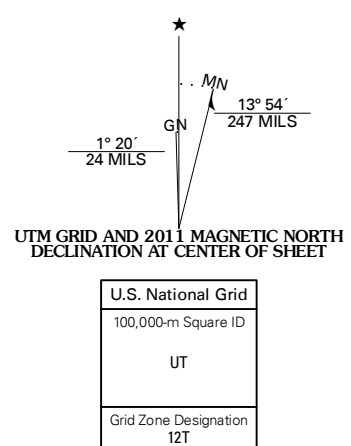 ★
MN
GN
13° 54´
247 MILS
1° 20´
24 MILS
UTM GRID AND 2011 MAGNETIC NORTH
DECLINATION AT CENTER OF SHEET
U.S. National Grid
100,000-m Square ID
UT
Grid Zone Designation
12T